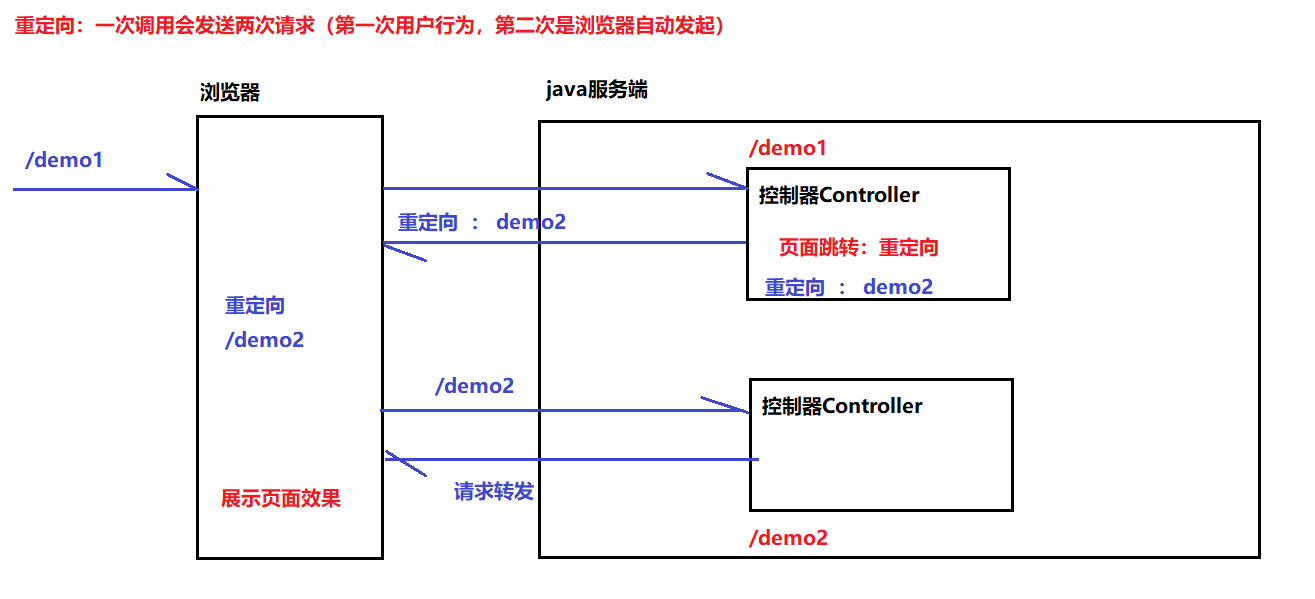 重定向：一次调用会发送两次请求（第一次用户行为，第二次是浏览器自动发起）
浏览器
java服务端
/demo1
/demo1
控制器Controller
重定向 ： demo2
页面跳转：重定向
重定向 ： demo2
重定向
/demo2
/demo2
控制器Controller
请求转发
展示页面效果
/demo2